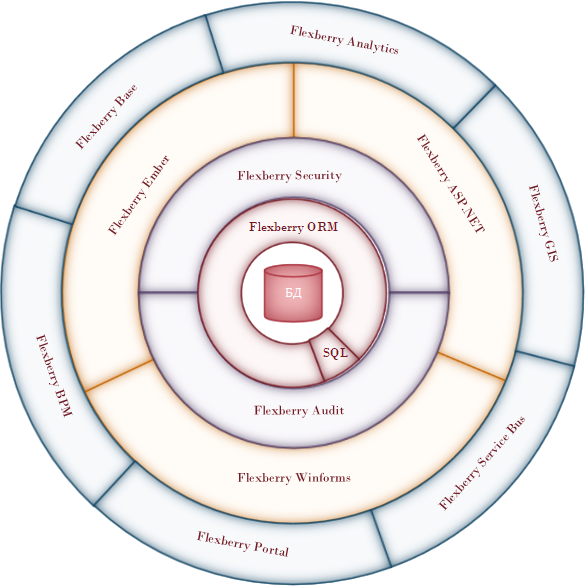 Flexberry Analytics
Flexberry Base
Flexberry GIS
Flexberry Ember
Flexberry ASP.NET
Flexberry Security
Flexberry ORM
БД
SQL
Flexberry Audit
Flexberry BPM
Flexberry Winforms
Flexberry Service Bus
Flexberry Portal